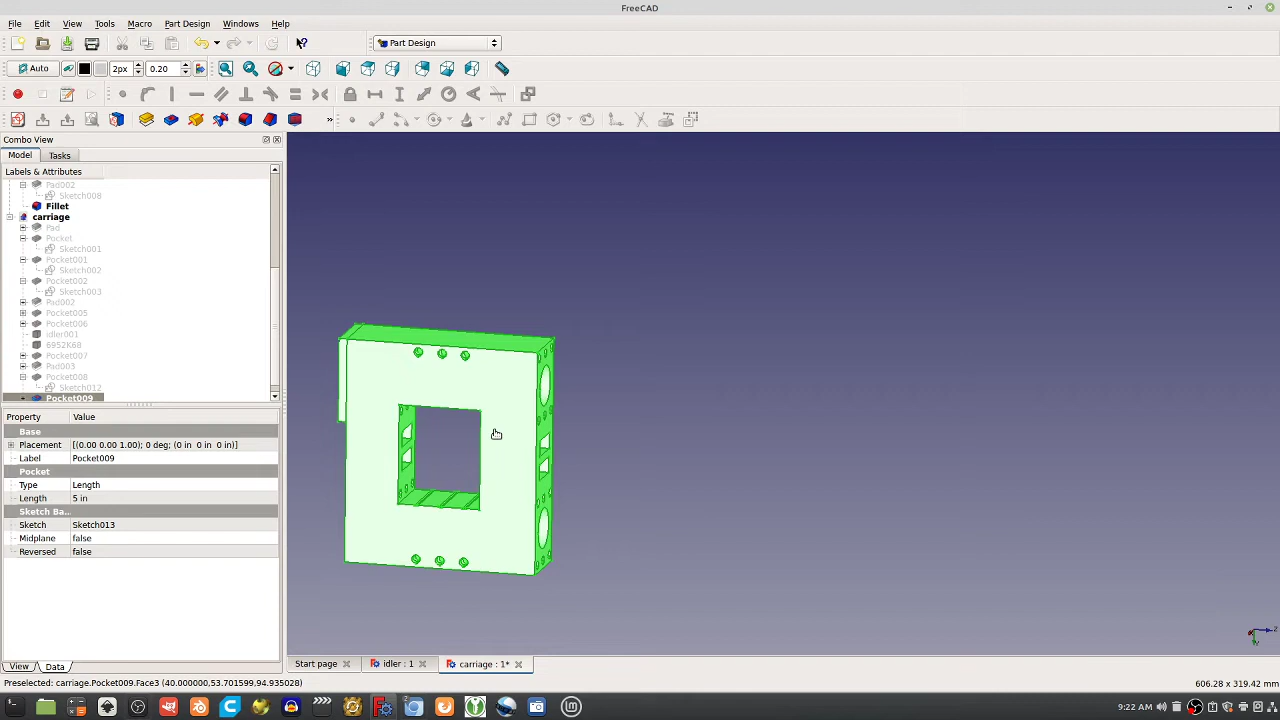 FreeCAD
File Edit View Tools Macro Part Design Windows Help
Part Design
Auto 2px 0.20
»
Combo View
Model Tasks
Labels & Attributes
Pad002
Sketch008
Fillet
carriage
Pad
Pocket
Sketch001
Pocket001
Sketch002
Pocket002
Sketch003
Pad002
Pocket005
Pocket006
idler001
6952K68
Pocket007
Pad003
Pocket008
Sketch012
Pocket009
Property Value
Base
Placement [(0.00 0.00 1.00); 0 deg; (0 in 0 in 0 in)]
Label Pocket009
Pocket
Type Length
Length 5 in
Sketch Ba...
Sketch Sketch013
Midplane false
Reversed false
View Data
Start page idler : 1 carriage : 1*
Preselected: carriage.Pocket009.Face3 (40.000000,53.701599,94.935028) 606.28 x 319.42 mm
9:22 AM